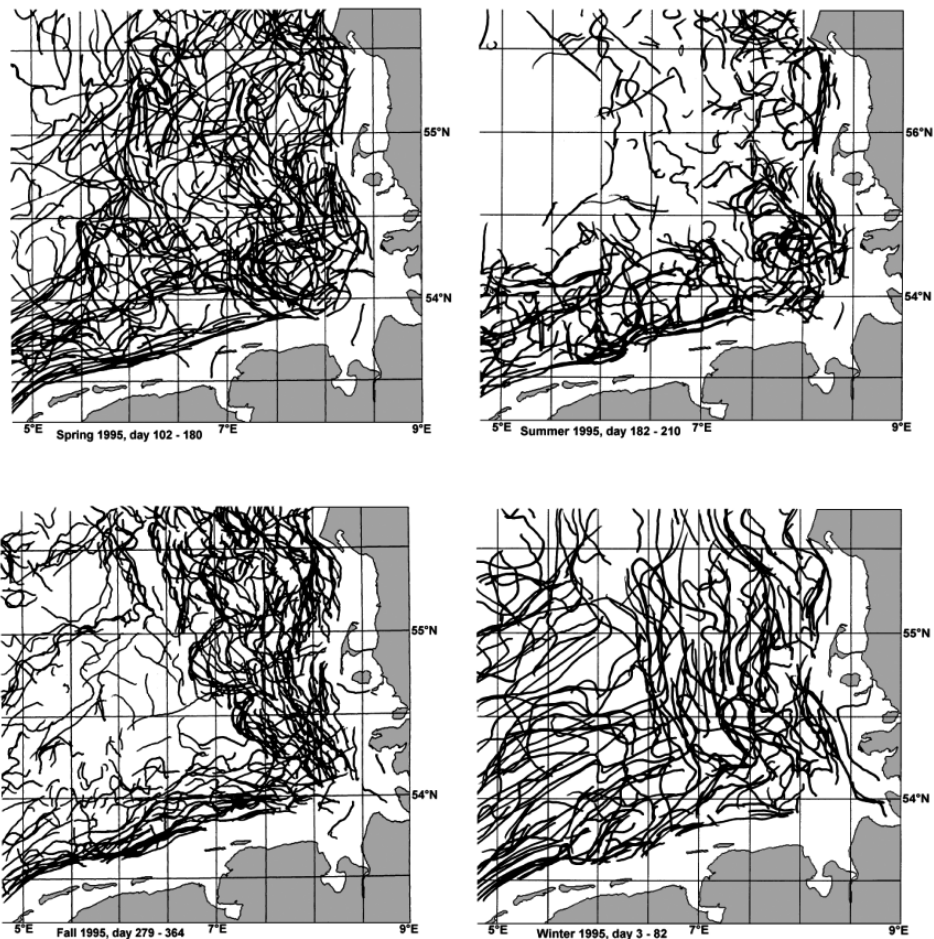 55°N
54°N
5°E 7°E 9°E
Spring 1995, day 102 - 180
56°N
54°N
5°E 7°E 9°E
Summer 1995, day 182 - 210
55°N
54°N
5°E 7°E 9°E
Fall 1995, day 279 - 364
55°N
54°N
5°E 7°E 9°E
Winter 1995, day 3 - 82